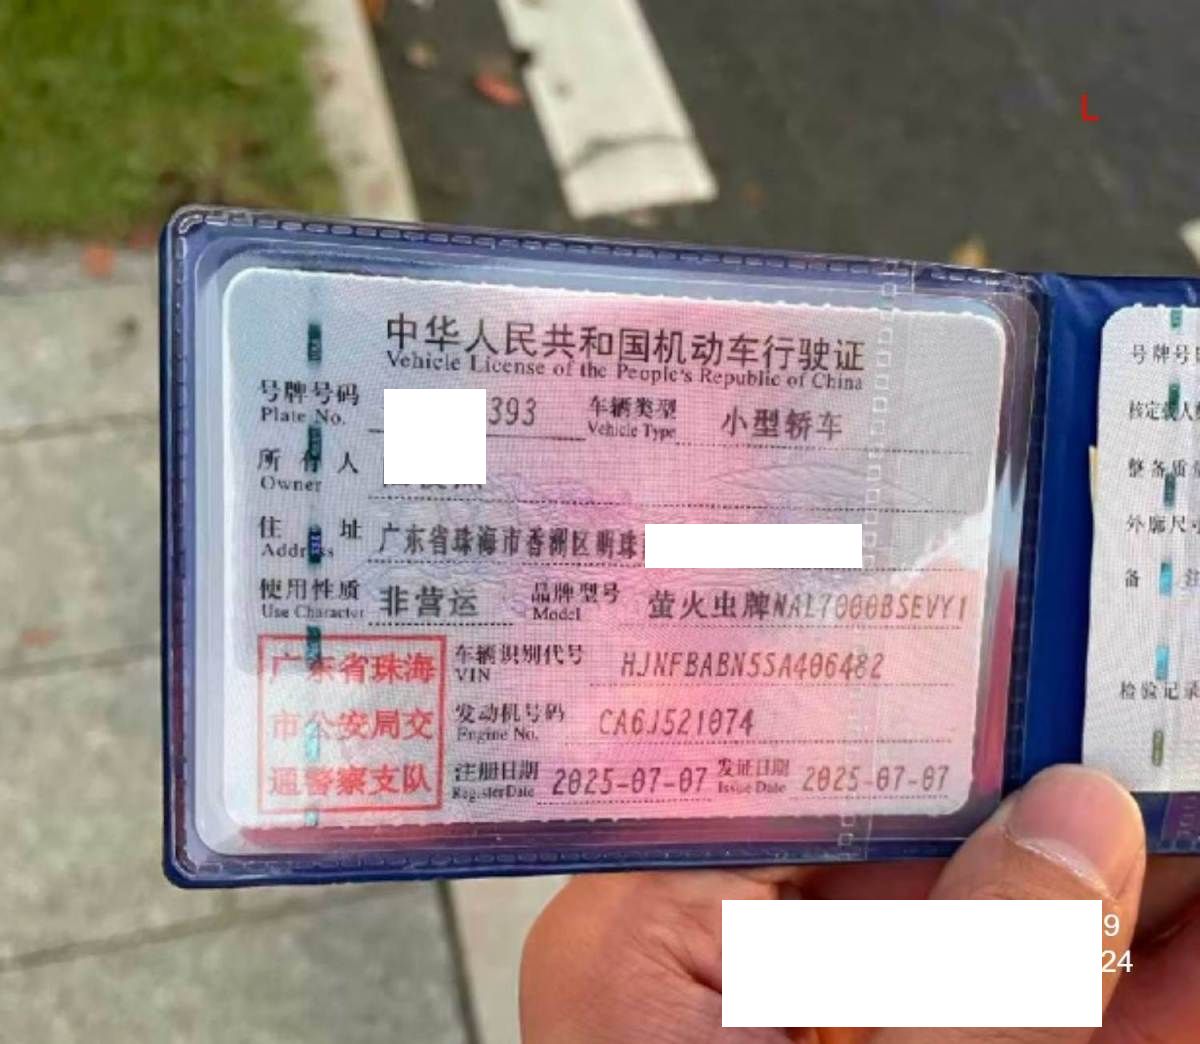 L
中华人民共和国机动车行驶证
Vehicle License of the People's Republic of China
号牌号码 393 车辆类型 小型轿车
Plate No. Vehicle Type
所有人
Owner
住址 广东省珠海市香洲区明珠
Address
使用性质 非营运 品牌型号 萤火虫牌NAL7000BSEVY1
Use Character Model
广东省珠海
市公安局交
通警察支队
车辆识别代号 HJNFBABN5SA406482
VIN
发动机号码 CA6J521074
Engine No.
注册日期 2025-07-07 发证日期 2025-07-07
Register Date Issue Date
号牌号
核定载人
整备质
外廓尺
备
检验记录
9
24